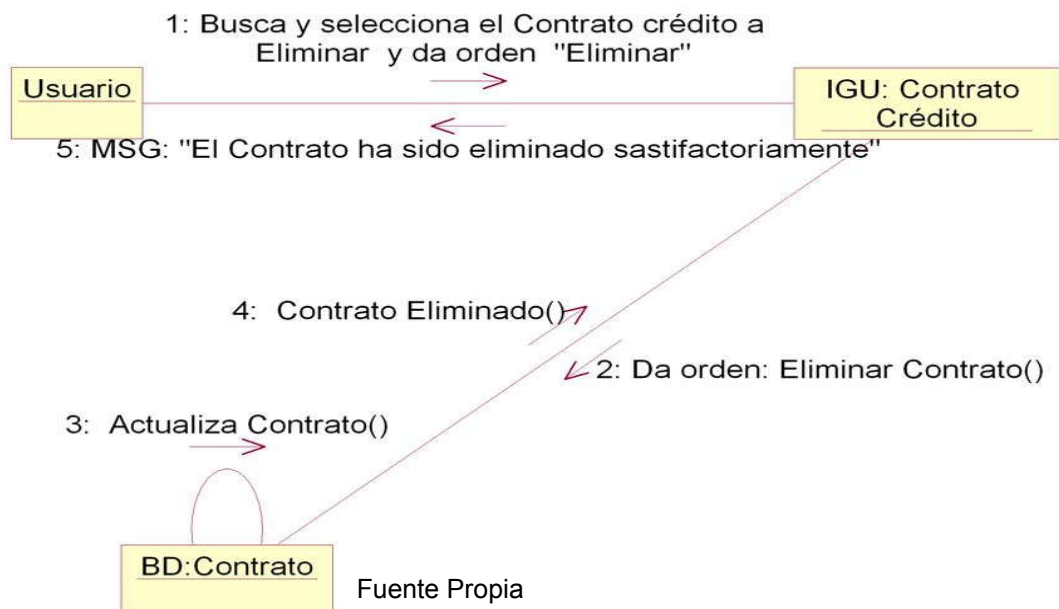 1: Busca y selecciona el Contrato crédito a
Eliminar y da orden "Eliminar"
Usuario
IGU: Contrato
Crédito
5: MSG: "El Contrato ha sido eliminado sastifactoriamente"
4: Contrato Eliminado()
2: Da orden: Eliminar Contrato()
3: Actualiza Contrato()
BD:Contrato
Fuente Propia